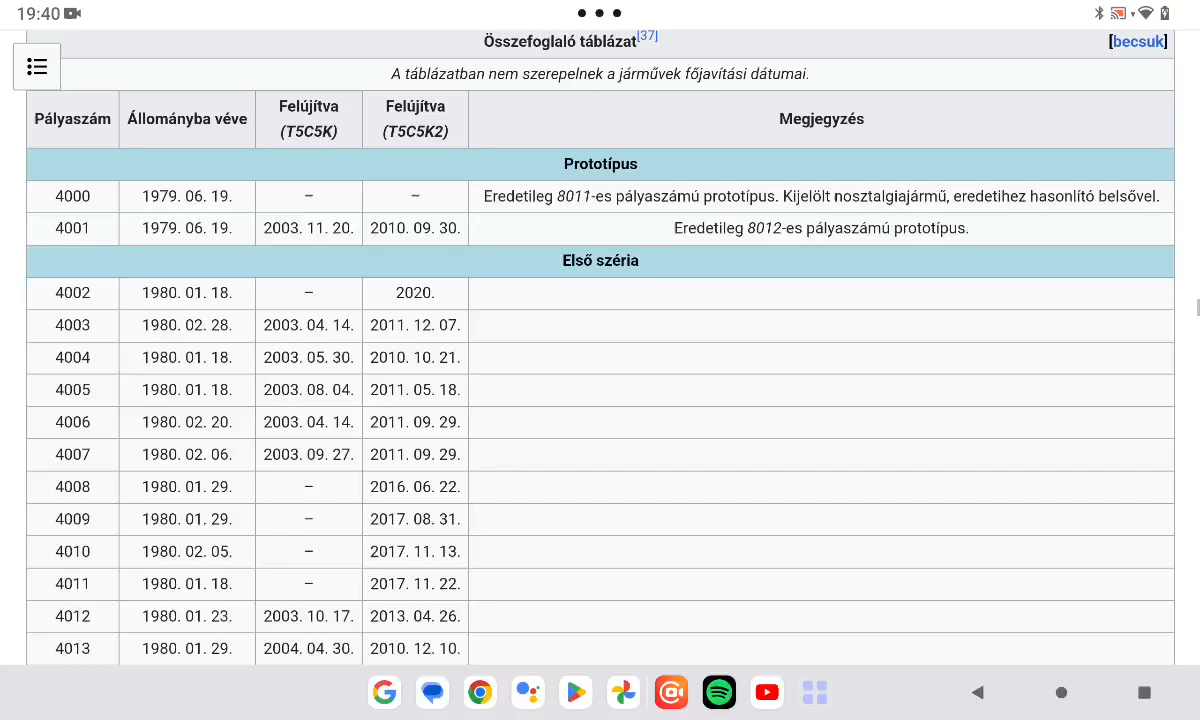 19:40
Összefoglaló táblázat[37] [becsuk]
A táblázatban nem szerepelnek a járművek főjavítási dátumai.
Pályaszám Állományba véve Felújítva (T5C5K) Felújítva (T5C5K2) Megjegyzés
Prototípus
4000 1979. 06. 19. – – Eredetileg 8011-es pályaszámú prototípus. Kijelölt nosztalgiajármű, eredetihez hasonlító belsővel.
4001 1979. 06. 19. 2003. 11. 20. 2010. 09. 30. Eredetileg 8012-es pályaszámú prototípus.
Első széria
4002 1980. 01. 18. – 2020.
4003 1980. 02. 28. 2003. 04. 14. 2011. 12. 07.
4004 1980. 01. 18. 2003. 05. 30. 2010. 10. 21.
4005 1980. 01. 18. 2003. 08. 04. 2011. 05. 18.
4006 1980. 02. 20. 2003. 04. 14. 2011. 09. 29.
4007 1980. 02. 06. 2003. 09. 27. 2011. 09. 29.
4008 1980. 01. 29. – 2016. 06. 22.
4009 1980. 01. 29. – 2017. 08. 31.
4010 1980. 02. 05. – 2017. 11. 13.
4011 1980. 01. 18. – 2017. 11. 22.
4012 1980. 01. 23. 2003. 10. 17. 2013. 04. 26.
4013 1980. 01. 29. 2004. 04. 30. 2010. 12. 10.